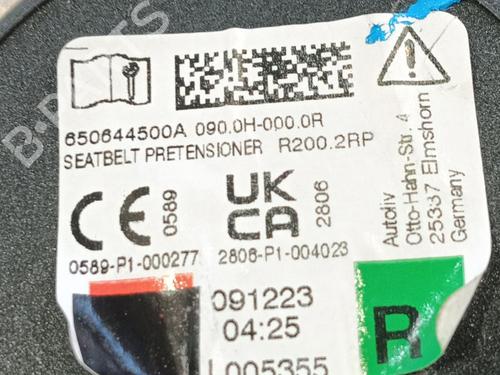 650644500A 090.0H-000.0R
SEATBELT PRETENSIONER R200.2RP
CE 0589
UK
CA 2806
0589-P1-000277 2806-P1-004023
Autoliv
Otto-Hahn-Str. 4
25337 Elmshorn
Germany
091223
04:25
005355
R
B-PARTS